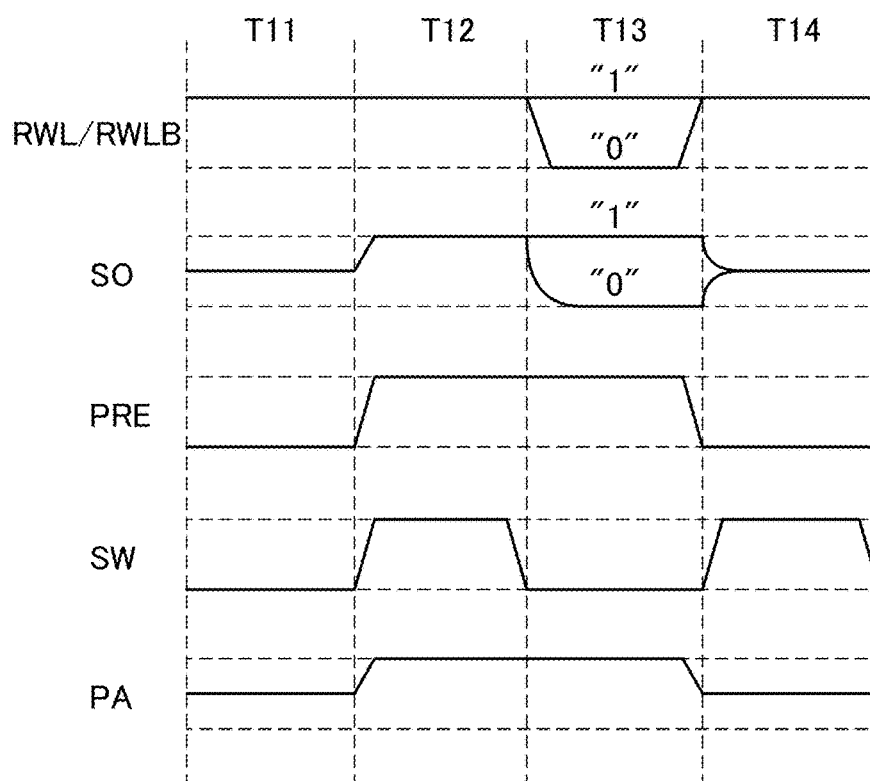 T11 T12 T13 T14
"1"
RWL/RWLB
"0"
"1"
SO
"0"
PRE
SW
PA